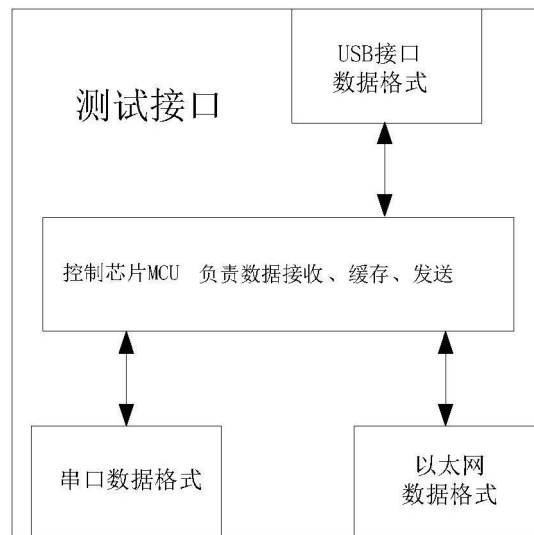 USB接口
数据格式
测试接口
控制芯片MCU 负责数据接收、缓存、发送
串口数据格式
以太网
数据格式